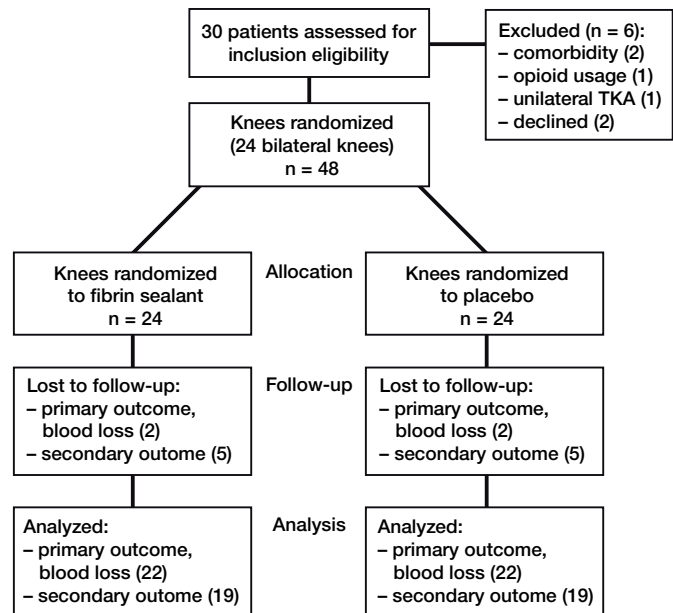 30 patients assessed for
inclusion eligibility
Excluded (n = 6):
– comorbidity (2)
– opioid usage (1)
– unilateral TKA (1)
– declined (2)
Knees randomized
(24 bilateral knees)
n = 48
Knees randomized
to fibrin sealant
n = 24
Allocation
Knees randomized
to placebo
n = 24
Lost to follow-up:
– primary outcome,
blood loss (2)
– secondary outome (5)
Follow-up
Lost to follow-up:
– primary outcome,
blood loss (2)
– secondary outome (5)
Analyzed:
– primary outcome,
blood loss (22)
– secondary outome (19)
Analysis
Analyzed:
– primary outcome,
blood loss (22)
– secondary outome (19)